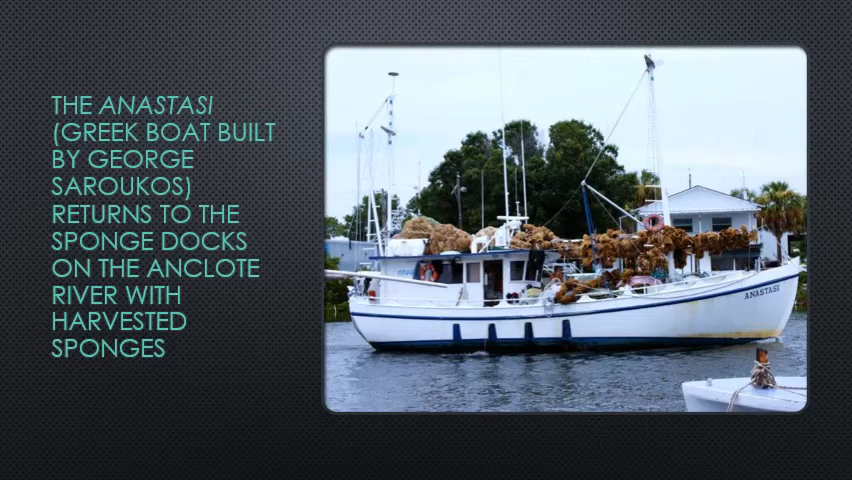 THE ANASTASI
(GREEK BOAT BUILT
BY GEORGE
SAROUKOS)
RETURNS TO THE
SPONGE DOCKS
ON THE ANCLOTE
RIVER WITH
HARVESTED
SPONGES
ANASTASI